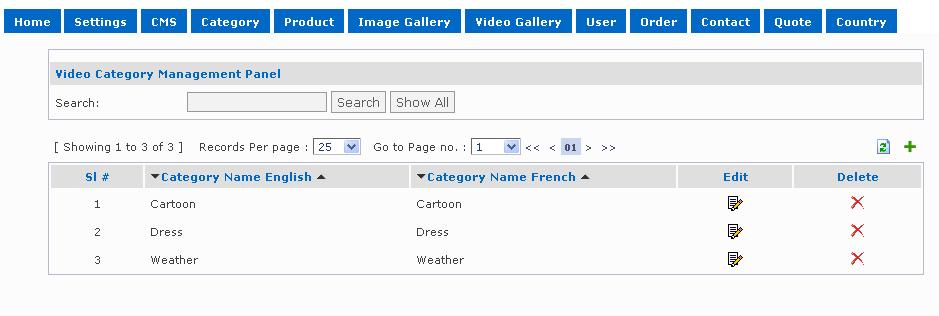 Home Settings CMS Category Product Image Gallery Video Gallery User Order Contact Quote Country
Video Category Management Panel
Search: Search Show All
[ Showing 1 to 3 of 3 ] Records Per page : 25 Go to Page no. : 1 << < 01 > >>
Sl # Category Name English Category Name French Edit Delete
1 Cartoon Cartoon
2 Dress Dress
3 Weather Weather